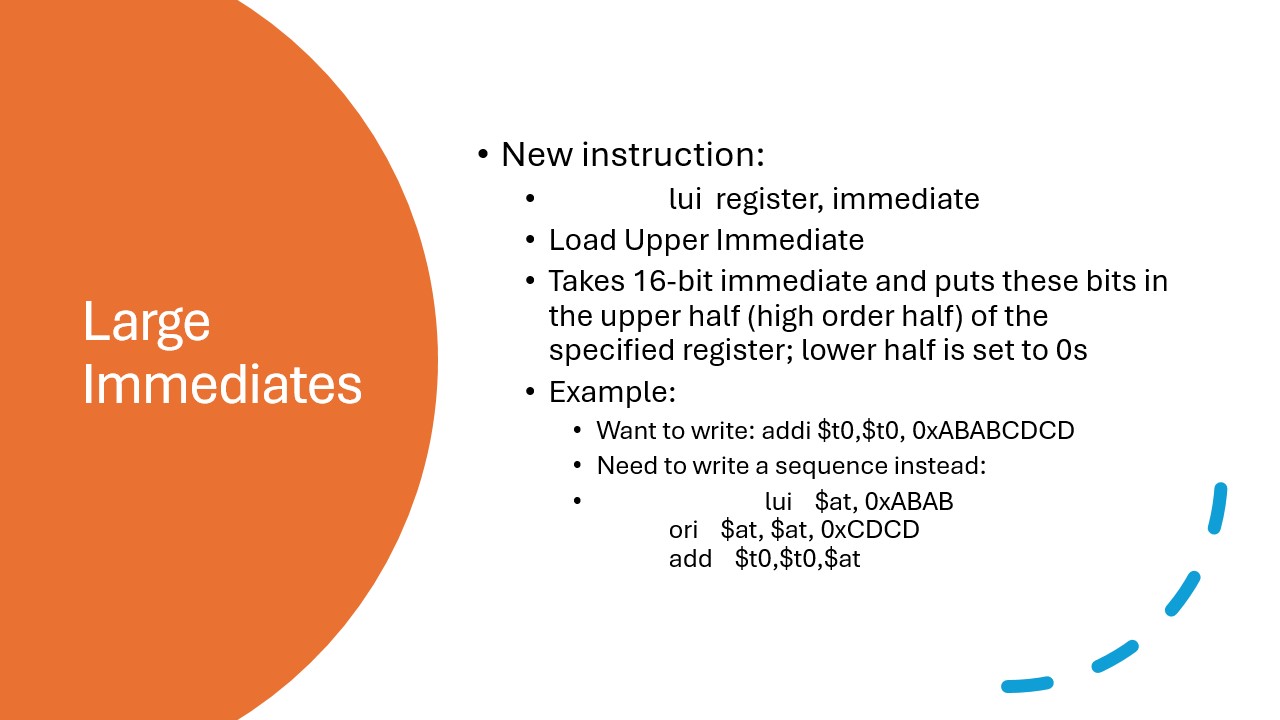 Large
Immediates
• New instruction:
• lui register, immediate
• Load Upper Immediate
• Takes 16-bit immediate and puts these bits in
the upper half (high order half) of the
specified register; lower half is set to 0s
• Example:
• Want to write: addi $t0,$t0, 0xABABCDCD
• Need to write a sequence instead:
• lui $at, 0xABAB
ori $at, $at, 0xCDCD
add $t0,$t0,$at